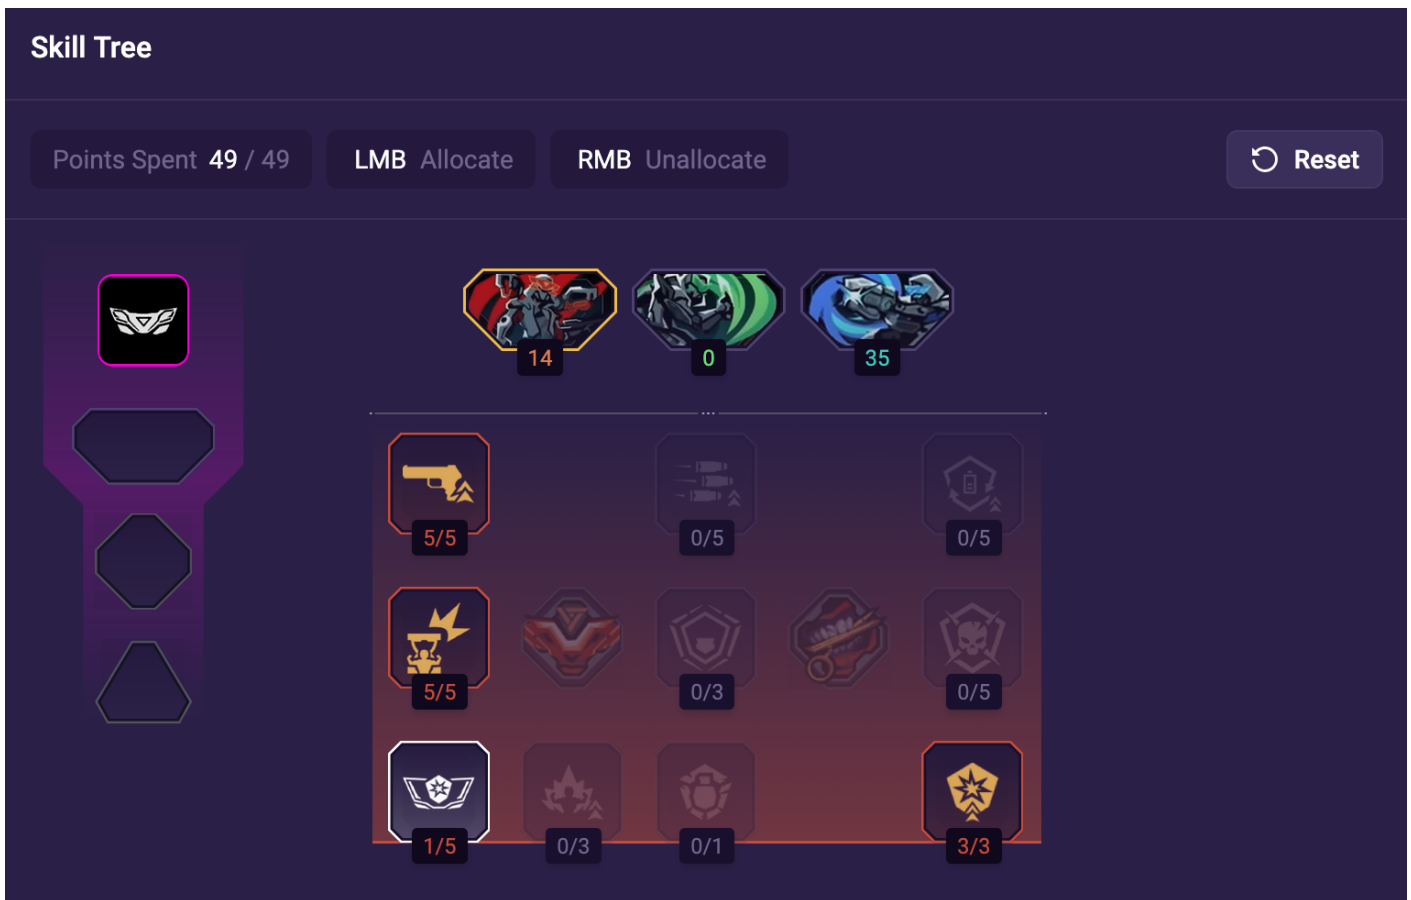 Skill Tree
Points Spent 49 / 49
LMB Allocate
RMB Unallocate
Reset
14
0
35
5/5
0/5
0/5
5/5
0/3
0/5
1/5
0/3
0/1
3/3